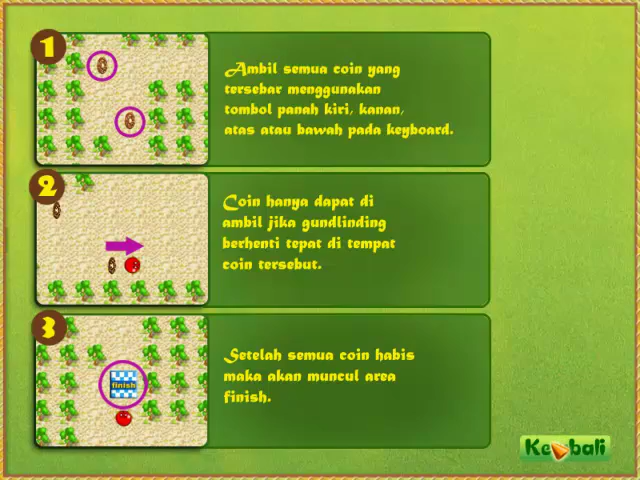 1
Ambil semua coin yang
tersebar menggunakan
tombol panah kiri, kanan,
atas atau bawah pada keyboard.
2
Coin hanya dapat di
ambil jika gundlinding
berhenti tepat di tempat
coin tersebut.
3
Setelah semua coin habis
maka akan muncul area
finish.
finish
Kembali